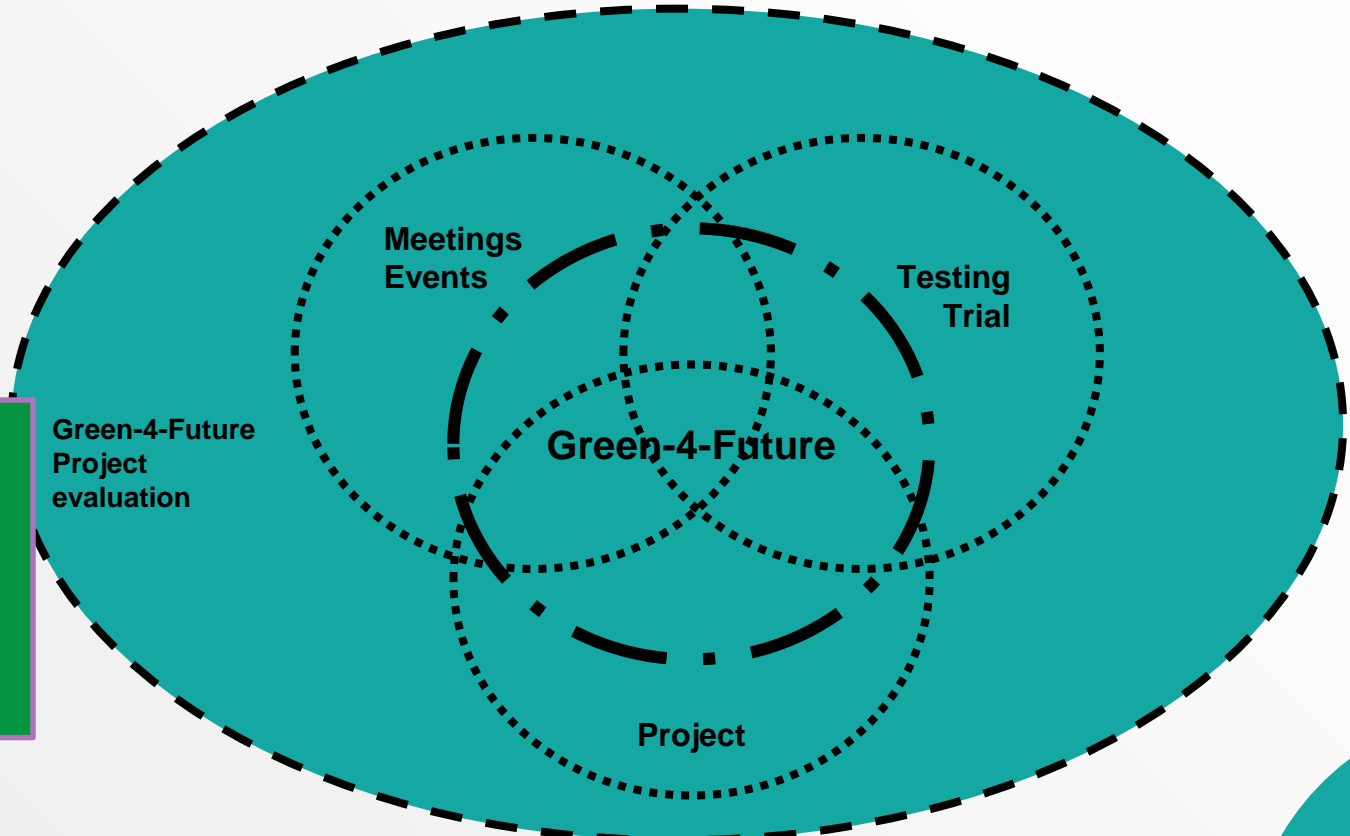 Meetings
Events
Testing
Trial
Green-4-Future
Project
evaluation
Green-4-Future
Project